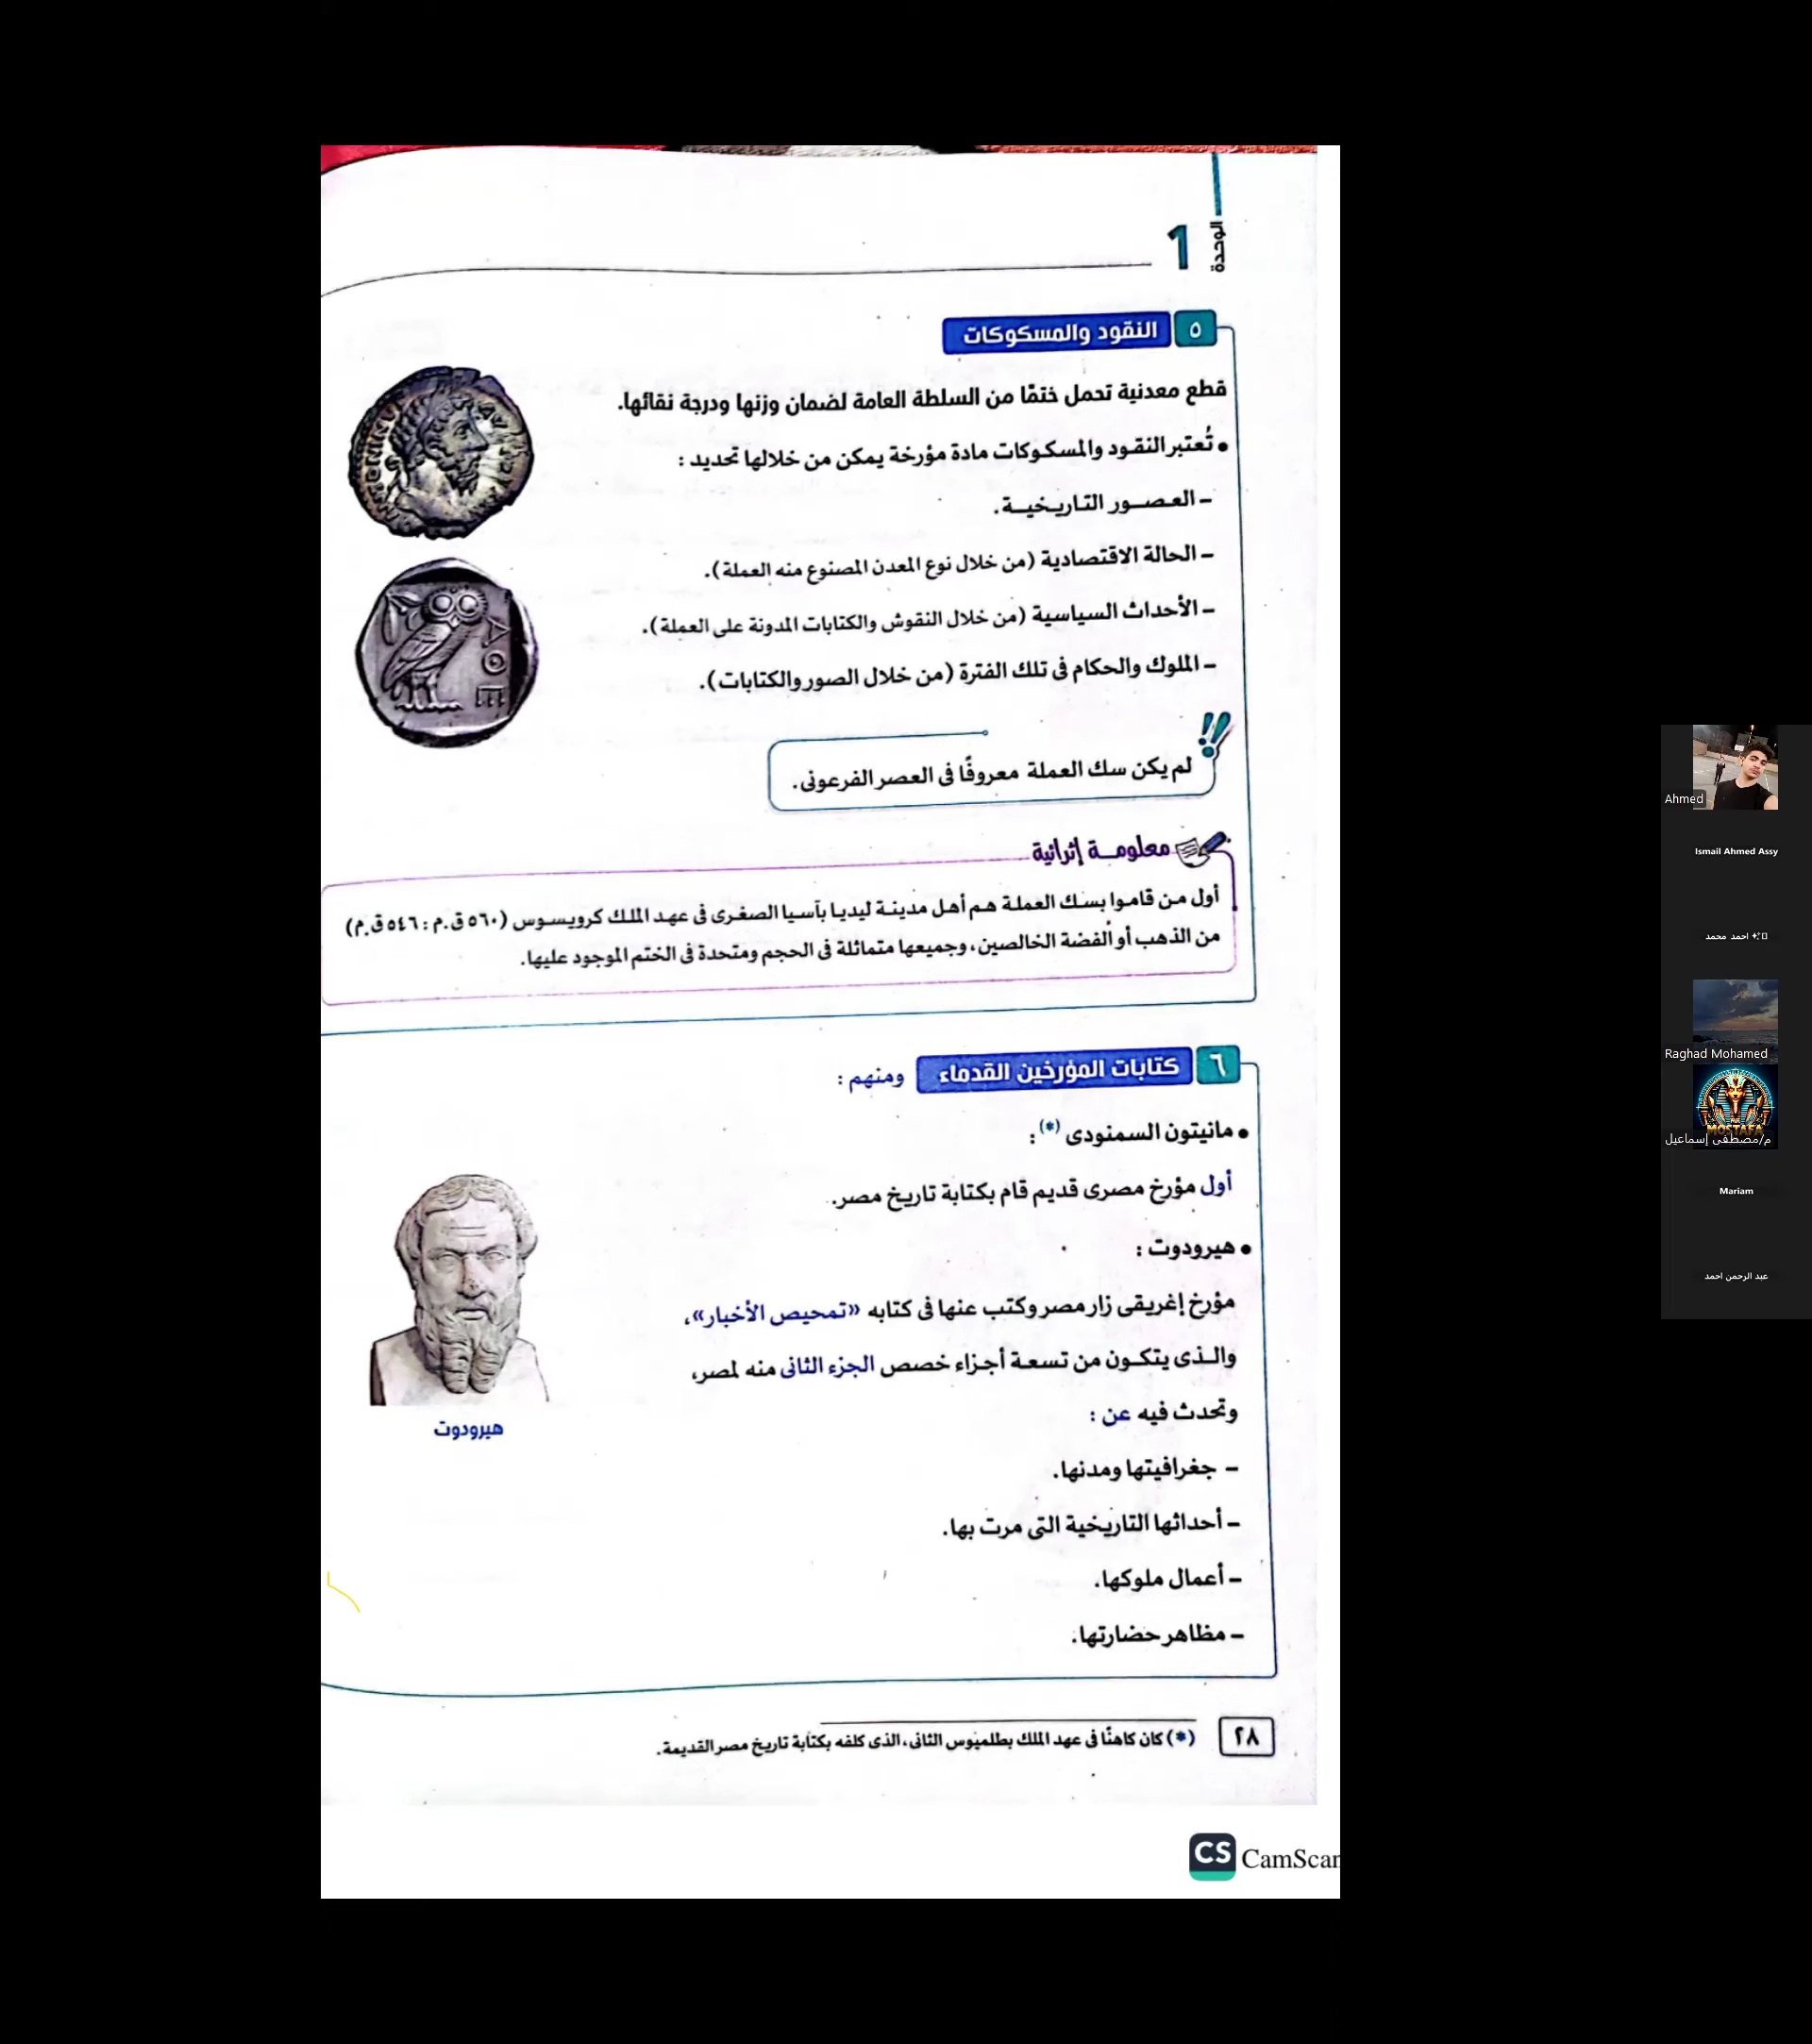 الوحدة
1
٥ النقود والمسكوكات
قطع معدنية تحمل ختمًا من السلطة العامة لضمان وزنها ودرجة نقائها.
• تُعتبر النقود والمسكوكات مادة مؤرخة يمكن من خلالها تحديد :
– العصور التاريخية.
– الحالة الاقتصادية (من خلال نوع المعدن المصنوع منه العملة).
– الأحداث السياسية (من خلال النقوش والكتابات المدونة على العملة).
– الملوك والحكام فى تلك الفترة (من خلال الصور والكتابات).
ΑΘΕ
!!
لم يكن سك العملة معروفًا فى العصر الفرعونى.
معلومة إثرائية
أول من قاموا بسك العملة هم أهل مدينة ليديا بآسيا الصغرى فى عهد الملك كرويسوس (٥٦٠ ق.م : ٥٤٦ ق.م)
من الذهب أو الفضة الخالصين، وجميعها متماثلة فى الحجم ومتحدة فى الختم الموجود عليها.
٦ كتابات المؤرخين القدماء ومنهم :
• مانيتون السمنودى (*) :
أول مؤرخ مصرى قديم قام بكتابة تاريخ مصر.
• هيرودوت :
مؤرخ إغريقى زار مصر وكتب عنها فى كتابه «تمحيص الأخبار»،
والذى يتكون من تسعة أجزاء خصص الجزء الثانى منه لمصر،
وتحدث فيه عن :
هيرودوت
– جغرافيتها ومدنها.
– أحداثها التاريخية التى مرت بها.
– أعمال ملوكها.
– مظاهر حضارتها.
(*) كان كاهنًا فى عهد الملك بطلميوس الثانى، الذى كلفه بكتابة تاريخ مصر القديمة.
٢٨
CS CamScan
Ahmed
Ismail Ahmed Assy
احمد محمد
Raghad Mohamed
MOSTAFA
م/مصطفى إسماعيل
Mariam
عبد الرحمن احمد